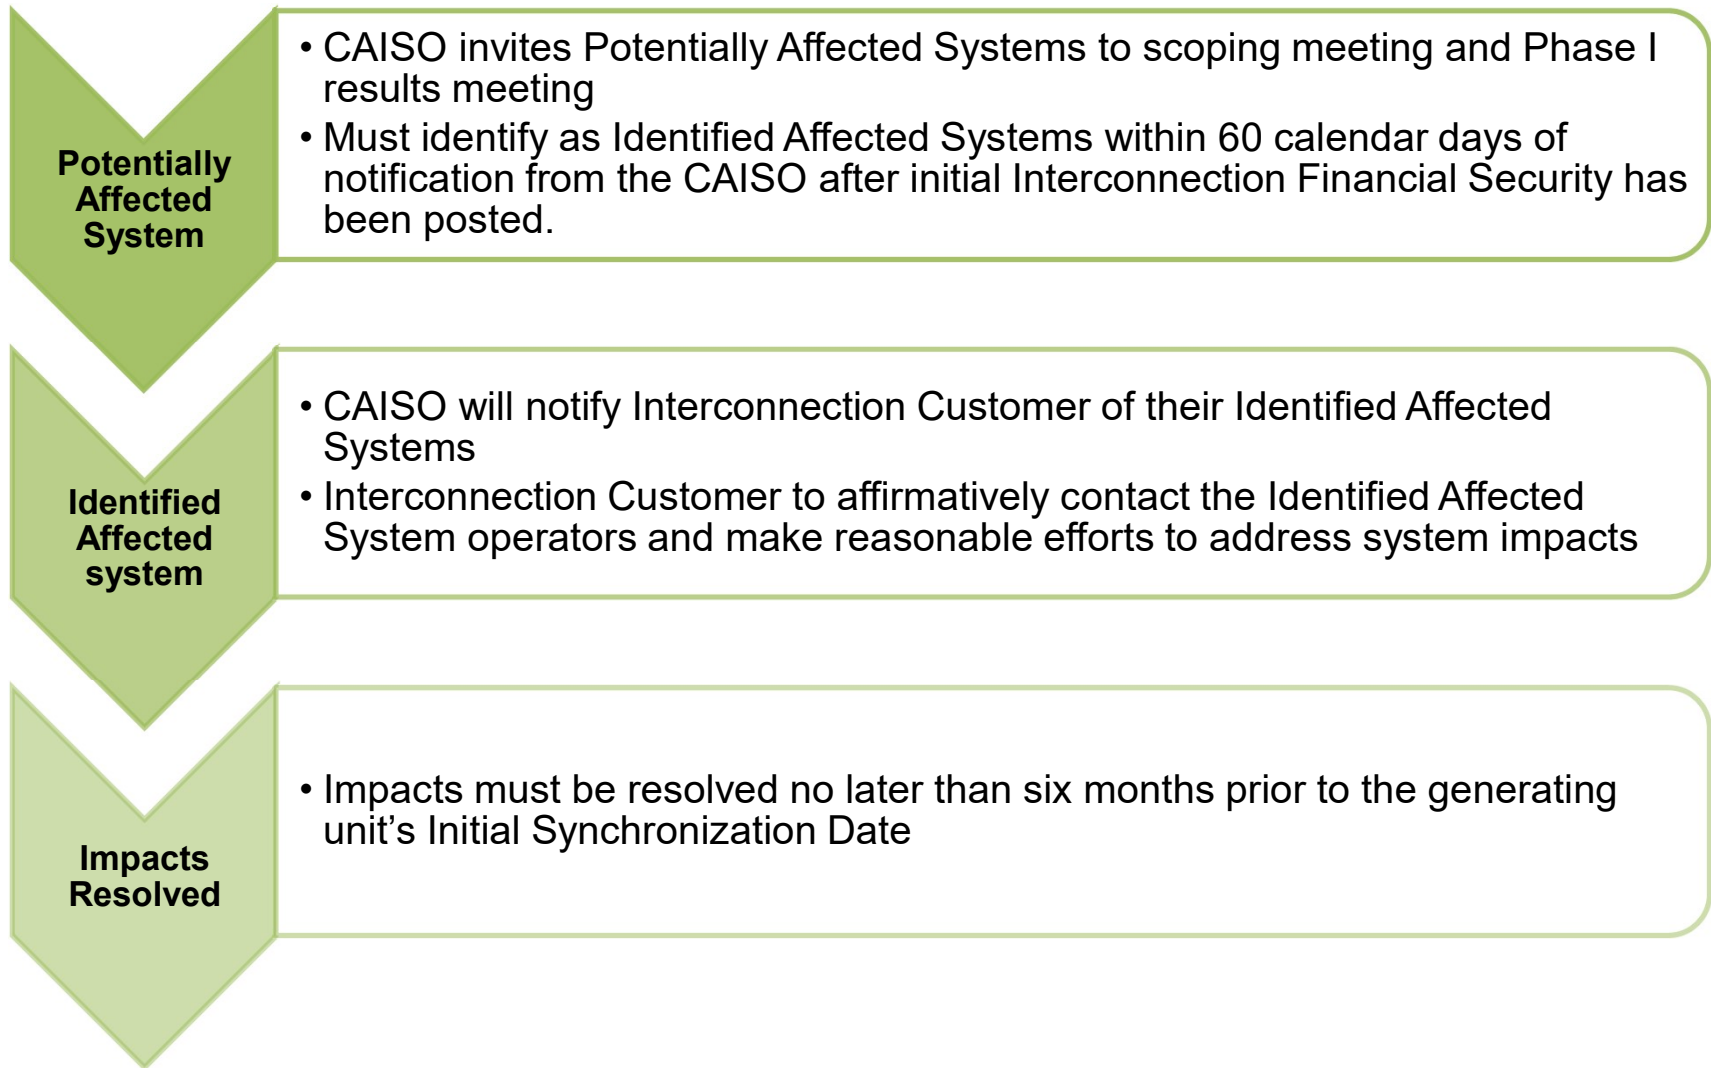 Potentially
Affected
System
• CAISO invites Potentially Affected Systems to scoping meeting and Phase I
results meeting
• Must identify as Identified Affected Systems within 60 calendar days of
notification from the CAISO after initial Interconnection Financial Security has
been posted.
Identified
Affected
system
• CAISO will notify Interconnection Customer of their Identified Affected
Systems
• Interconnection Customer to affirmatively contact the Identified Affected
System operators and make reasonable efforts to address system impacts
Impacts
Resolved
• Impacts must be resolved no later than six months prior to the generating
unit’s Initial Synchronization Date